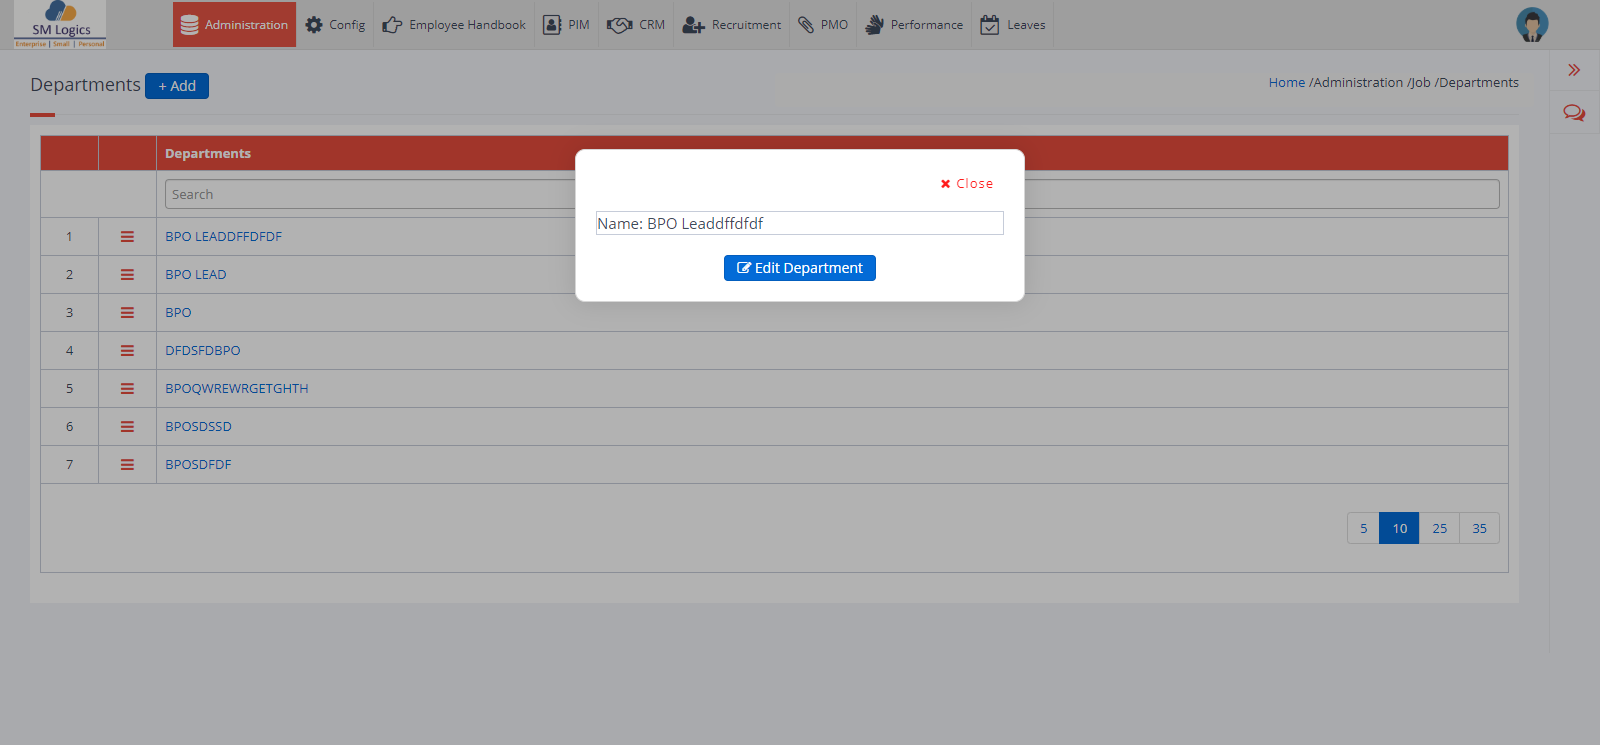 SM Logics
Enterprise | Small | Personal
Administration
Config
Employee Handbook
PIM
CRM
Recruitment
PMO
Performance
Leaves
Departments
+ Add
Home /Administration /Job /Departments
Departments
Search
Close
Name: BPO Leaddffdfdf
Edit Department
1 BPO LEADDFFDFDF
2 BPO LEAD
3 BPO
4 DFDSFDBPO
5 BPOQWREWRGETGHTH
6 BPOSDSSD
7 BPOSDFDF
5 10 25 35